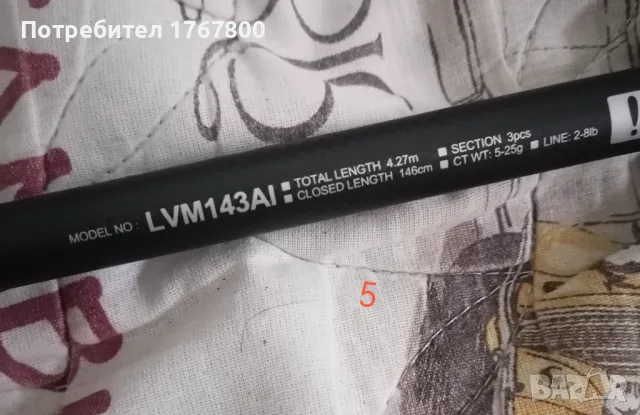 Потребител 1767800
MODEL NO : LVM143AI
TOTAL LENGTH 4.27m
CLOSED LENGTH 146cm
SECTION 3pcs
CT WT: 5-25g
LINE: 2-8lb
5
BAZAR